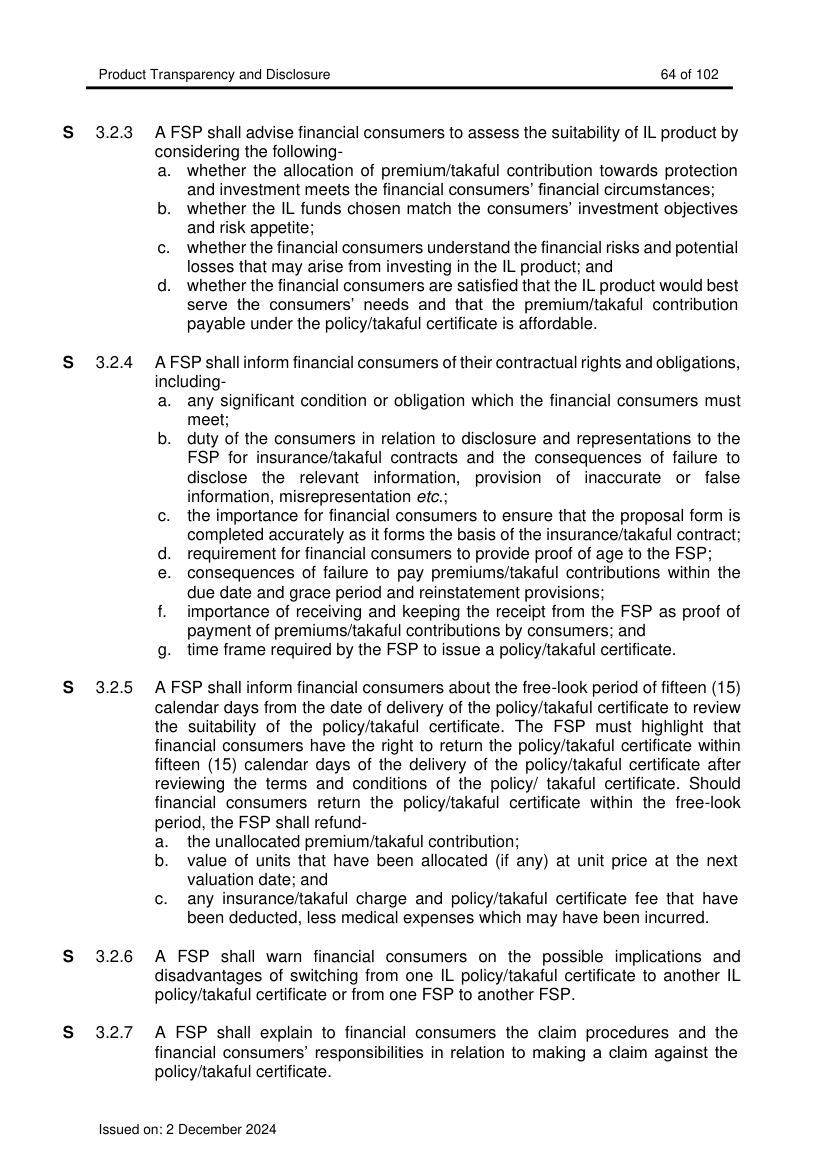 Product Transparency and Disclosure 64 of 102
S 3.2.3 A FSP shall advise financial consumers to assess the suitability of IL product by
considering the following-
a. whether the allocation of premium/takaful contribution towards protection
and investment meets the financial consumers’ financial circumstances;
b. whether the IL funds chosen match the consumers’ investment objectives
and risk appetite;
c. whether the financial consumers understand the financial risks and potential
losses that may arise from investing in the IL product; and
d. whether the financial consumers are satisfied that the IL product would best
serve the consumers’ needs and that the premium/takaful contribution
payable under the policy/takaful certificate is affordable.
S 3.2.4 A FSP shall inform financial consumers of their contractual rights and obligations,
including-
a. any significant condition or obligation which the financial consumers must
meet;
b. duty of the consumers in relation to disclosure and representations to the
FSP for insurance/takaful contracts and the consequences of failure to
disclose the relevant information, provision of inaccurate or false
information, misrepresentation etc.;
c. the importance for financial consumers to ensure that the proposal form is
completed accurately as it forms the basis of the insurance/takaful contract;
d. requirement for financial consumers to provide proof of age to the FSP;
e. consequences of failure to pay premiums/takaful contributions within the
due date and grace period and reinstatement provisions;
f. importance of receiving and keeping the receipt from the FSP as proof of
payment of premiums/takaful contributions by consumers; and
g. time frame required by the FSP to issue a policy/takaful certificate.
S 3.2.5 A FSP shall inform financial consumers about the free-look period of fifteen (15)
calendar days from the date of delivery of the policy/takaful certificate to review
the suitability of the policy/takaful certificate. The FSP must highlight that
financial consumers have the right to return the policy/takaful certificate within
fifteen (15) calendar days of the delivery of the policy/takaful certificate after
reviewing the terms and conditions of the policy/ takaful certificate. Should
financial consumers return the policy/takaful certificate within the free-look
period, the FSP shall refund-
a. the unallocated premium/takaful contribution;
b. value of units that have been allocated (if any) at unit price at the next
valuation date; and
c. any insurance/takaful charge and policy/takaful certificate fee that have
been deducted, less medical expenses which may have been incurred.
S 3.2.6 A FSP shall warn financial consumers on the possible implications and
disadvantages of switching from one IL policy/takaful certificate to another IL
policy/takaful certificate or from one FSP to another FSP.
S 3.2.7 A FSP shall explain to financial consumers the claim procedures and the
financial consumers’ responsibilities in relation to making a claim against the
policy/takaful certificate.
Issued on: 2 December 2024